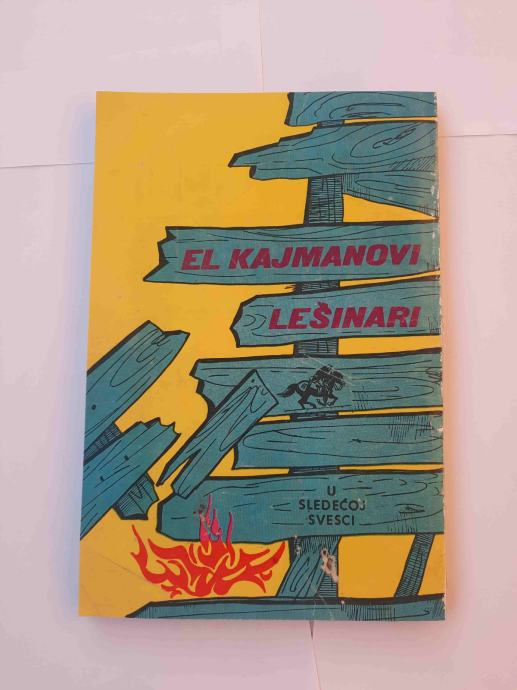 EL KAJMANOVI
LEŠINARI
U
SLEDEĆOJ
SVESCI